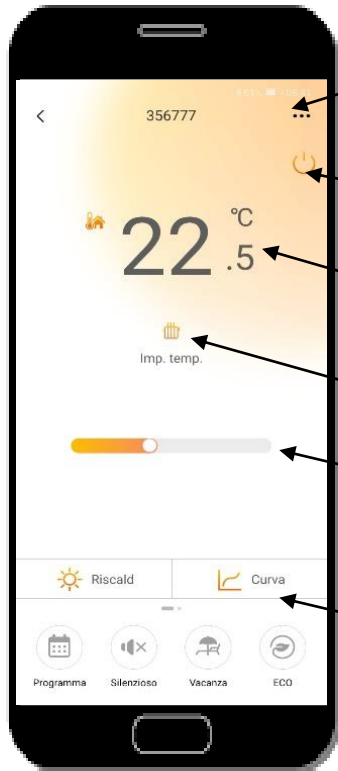 356777
22.5 °C
Imp. temp.
Riscald
Curva
Programma
Silenzioso
Vacanza
ECO